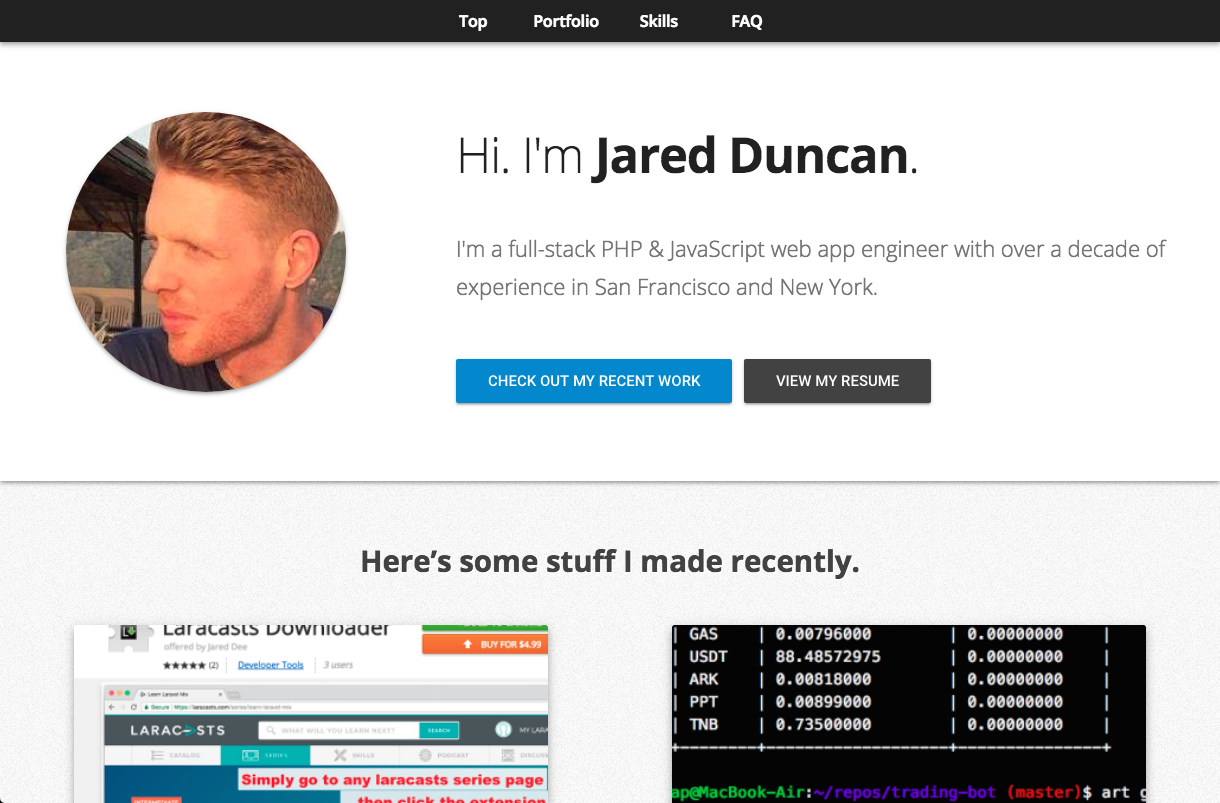 Top Portfolio Skills FAQ
Hi. I'm Jared Duncan.
I'm a full-stack PHP & JavaScript web app engineer with over a decade of
experience in San Francisco and New York.
CHECK OUT MY RECENT WORK VIEW MY RESUME
Here’s some stuff I made recently.
Laracasts Downloader
offered by Jared Dee
BUY FOR $4.99
★★★★★ (2) Developer Tools 3 users
Learn Laravel Mix
Secure https://laracasts.com/series/learn-laravel-mix
LARACASTS WHAT WILL YOU LEARN NEXT? SEARCH MY LARA
CATALOG SERIES SKILLS PODCAST DISCUSS
Simply go to any laracasts series page
INTERMEDIATE
then click the extension
| GAS | 0.00796000 | 0.00000000 |
| USDT | 88.48572975 | 0.00000000 |
| ARK | 0.00818000 | 0.00000000 |
| PPT | 0.00899000 | 0.00000000 |
| TNB | 0.73500000 | 0.00000000 |
ap@MacBook-Air:~/repos/trading-bot (master)$ art g